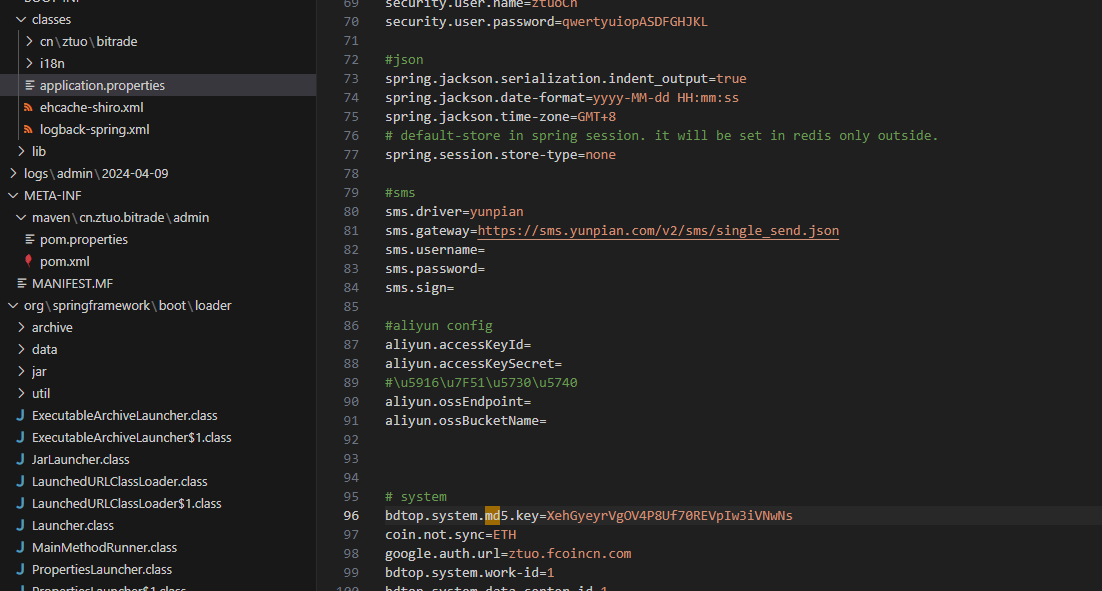 classes
cn\ztuo\bitrade
i18n
application.properties
ehcache-shiro.xml
logback-spring.xml
lib
logs\admin\2024-04-09
META-INF
maven\cn.ztuo.bitrade\admin
pom.properties
pom.xml
MANIFEST.MF
org\springframework\boot\loader
archive
data
jar
util
ExecutableArchiveLauncher.class
ExecutableArchiveLauncher$1.class
JarLauncher.class
LaunchedURLClassLoader.class
LaunchedURLClassLoader$1.class
Launcher.class
MainMethodRunner.class
PropertiesLauncher.class
PropertiesLauncher$1.class
69 security.user.name=ztuoCn
70 security.user.password=qwertyuiopASDFGHJKL
71
72 #json
73 spring.jackson.serialization.indent_output=true
74 spring.jackson.date-format=yyyy-MM-dd HH:mm:ss
75 spring.jackson.time-zone=GMT+8
76 # default-store in spring session. it will be set in redis only outside.
77 spring.session.store-type=none
78
79 #sms
80 sms.driver=yunpian
81 sms.gateway=https://sms.yunpian.com/v2/sms/single_send.json
82 sms.username=
83 sms.password=
84 sms.sign=
85
86 #aliyun config
87 aliyun.accessKeyId=
88 aliyun.accessKeySecret=
89 #\u5916\u7F51\u5730\u5740
90 aliyun.ossEndpoint=
91 aliyun.ossBucketName=
92
93
94
95 # system
96 bdtop.system.md5.key=XehGyeyrVgOV4P8Uf70REVpIw3iVNwNs
97 coin.not.sync=ETH
98 google.auth.url=ztuo.fcoincn.com
99 bdtop.system.work-id=1
100 bdtop.system.data-center-id=1